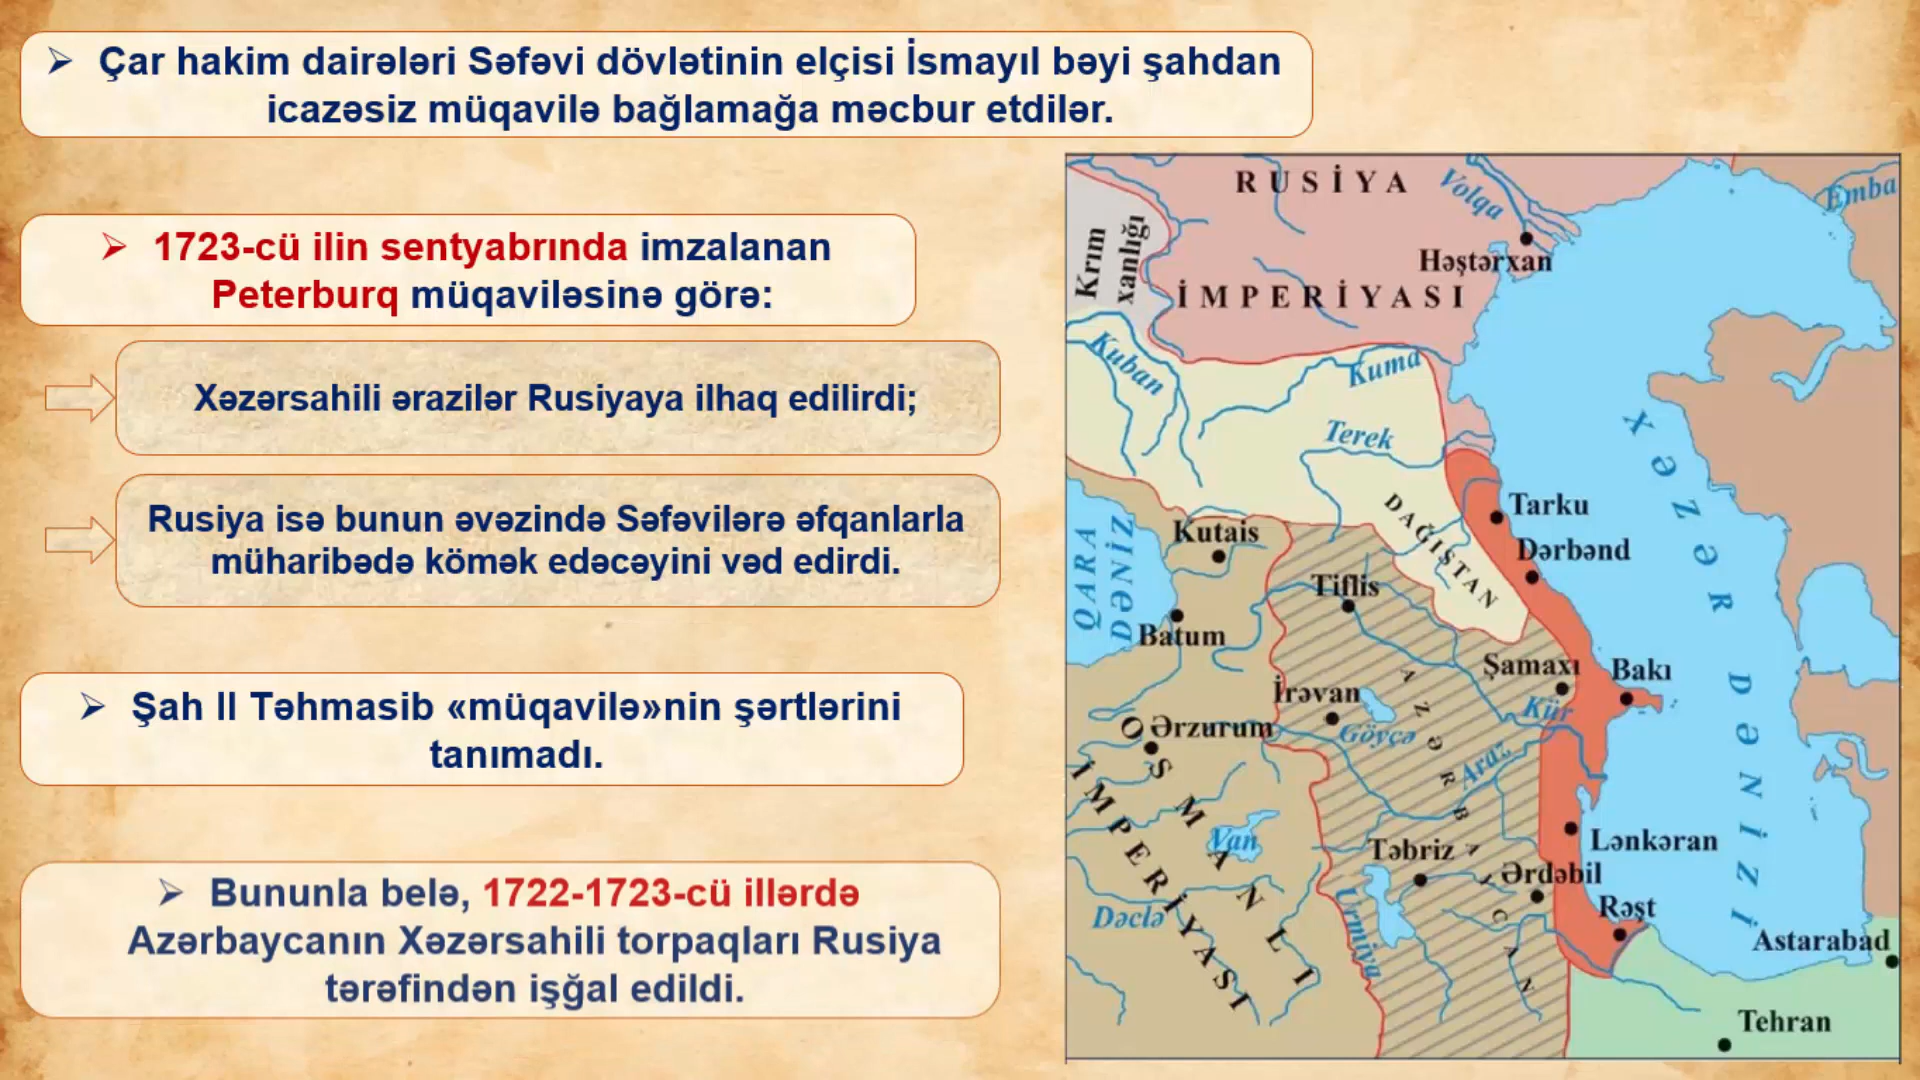 Çar hakim dairələri Səfəvi dövlətinin elçisi İsmayıl bəyi şahdan
icazəsiz müqavilə bağlamağa məcbur etdilər.
1723-cü ilin sentyabrında imzalanan
Peterburq müqaviləsinə görə:
Xəzərsahili ərazilər Rusiyaya ilhaq edilirdi;
Rusiya isə bunun əvəzində Səfəvilərə əfqanlarla
müharibədə kömək edəcəyini vəd edirdi.
Şah II Təhmasib «müqavilə»nin şərtlərini
tanımadı.
Bununla belə, 1722-1723-cü illərdə
Azərbaycanın Xəzərsahili torpaqları Rusiya
tərəfindən işğal edildi.
RUSİYA
İMPERİYASI
Volqa
Emba
Həştərxan
Krım
xanlığı
Kuban
Kuma
Terek
XƏZƏR DƏNİZİ
Tarku
Dərbənd
DAĞISTAN
QARA
DƏNİZ
Kutais
Tiflis
Batum
Şamaxı
Bakı
İrəvan
Göyçə
Kür
Araz
AZƏRBAYCAN
Ərzurum
OSMANLI
İMPERİYASI
Van
Təbriz
Lənkəran
Ərdəbil
Rəşt
Dəclə
Urmiya
Astarabad
Tehran